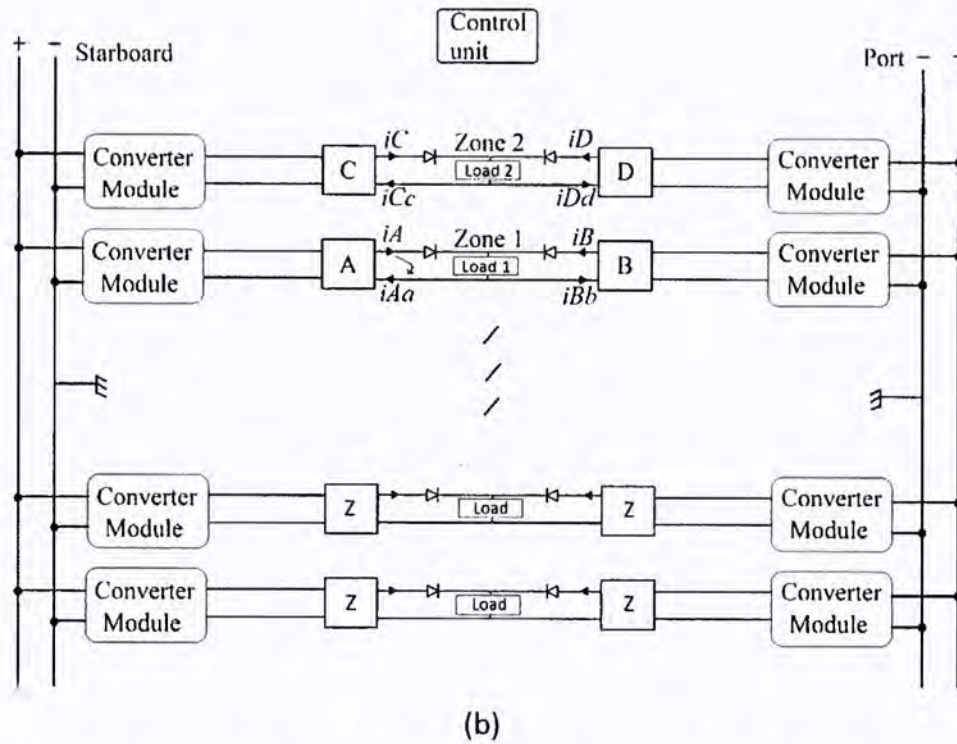 Control
unit
+ −
Starboard
Port −
Converter
Module
C
iC
Zone 2
Load 2
iCc
iD
iDd
D
Converter
Module
Converter
Module
A
iA
Zone 1
Load 1
iAa
iB
iBb
B
Converter
Module
Converter
Module
Z
Load
Z
Converter
Module
Converter
Module
Z
Load
Z
Converter
Module
(b)